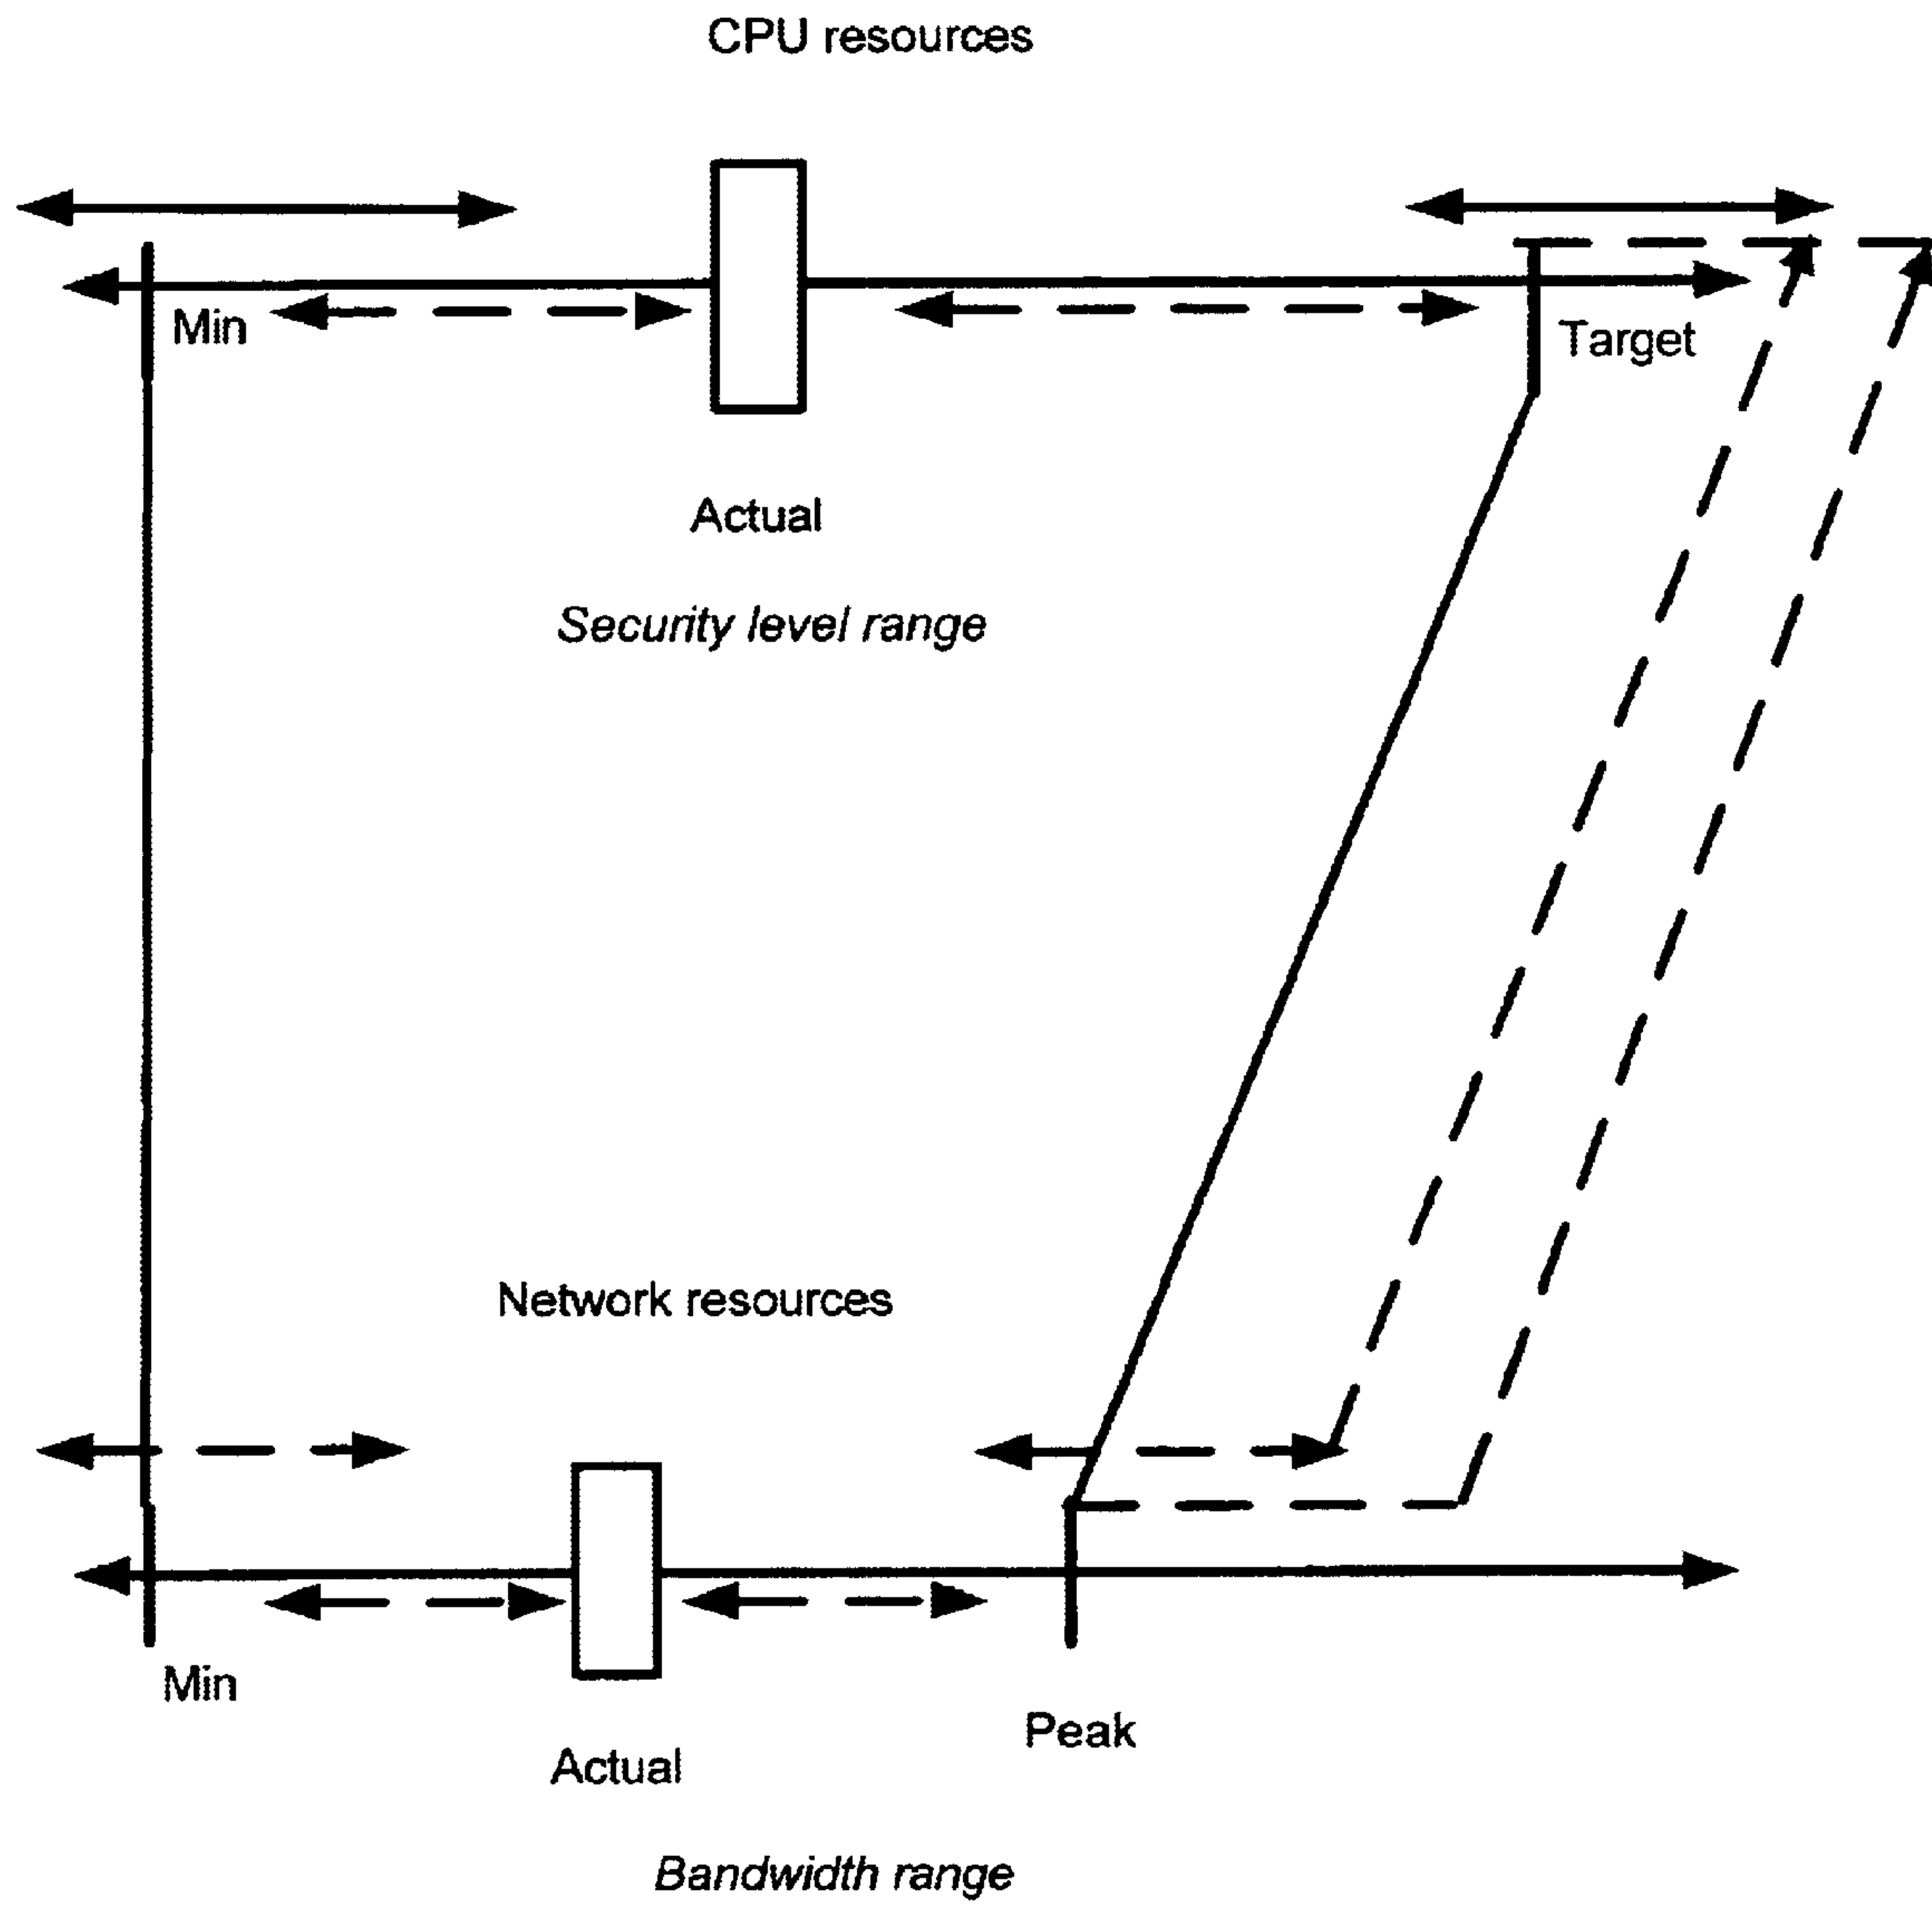 CPU resources
Min
Target
Actual
Security level range
Network resources
Min
Peak
Actual
Bandwidth range